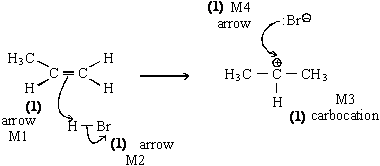 (1) M4
arrow
:Br⊖
H₃C
H
C=C
H
H
(1)
arrow
M1
H–Br
(1) arrow
M2
H₃C–C–CH₃
⊕
H
M3
(1) carbocation